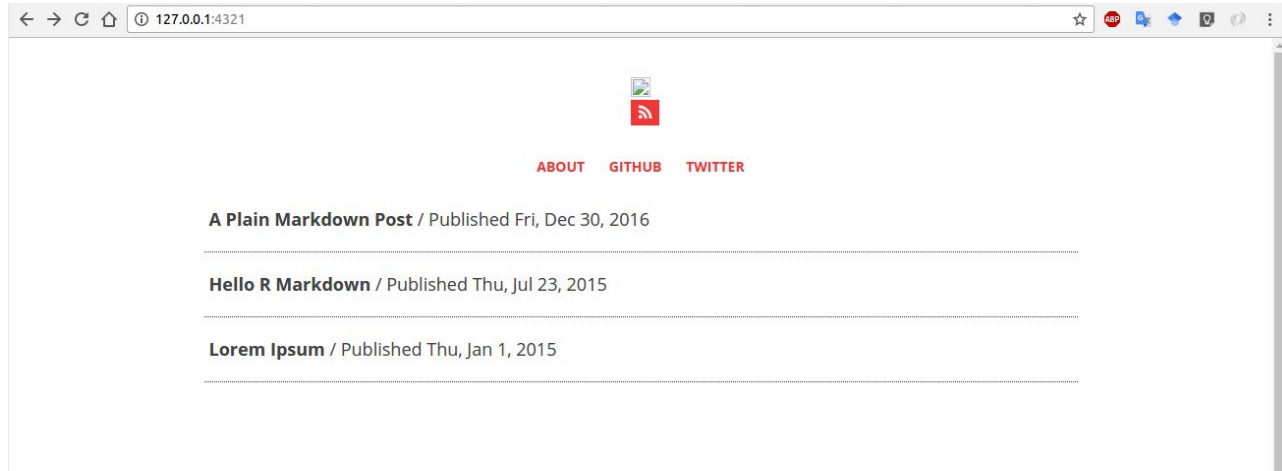 127.0.0.1:4321
ABP
ABOUT GITHUB TWITTER
A Plain Markdown Post / Published Fri, Dec 30, 2016
Hello R Markdown / Published Thu, Jul 23, 2015
Lorem Ipsum / Published Thu, Jan 1, 2015